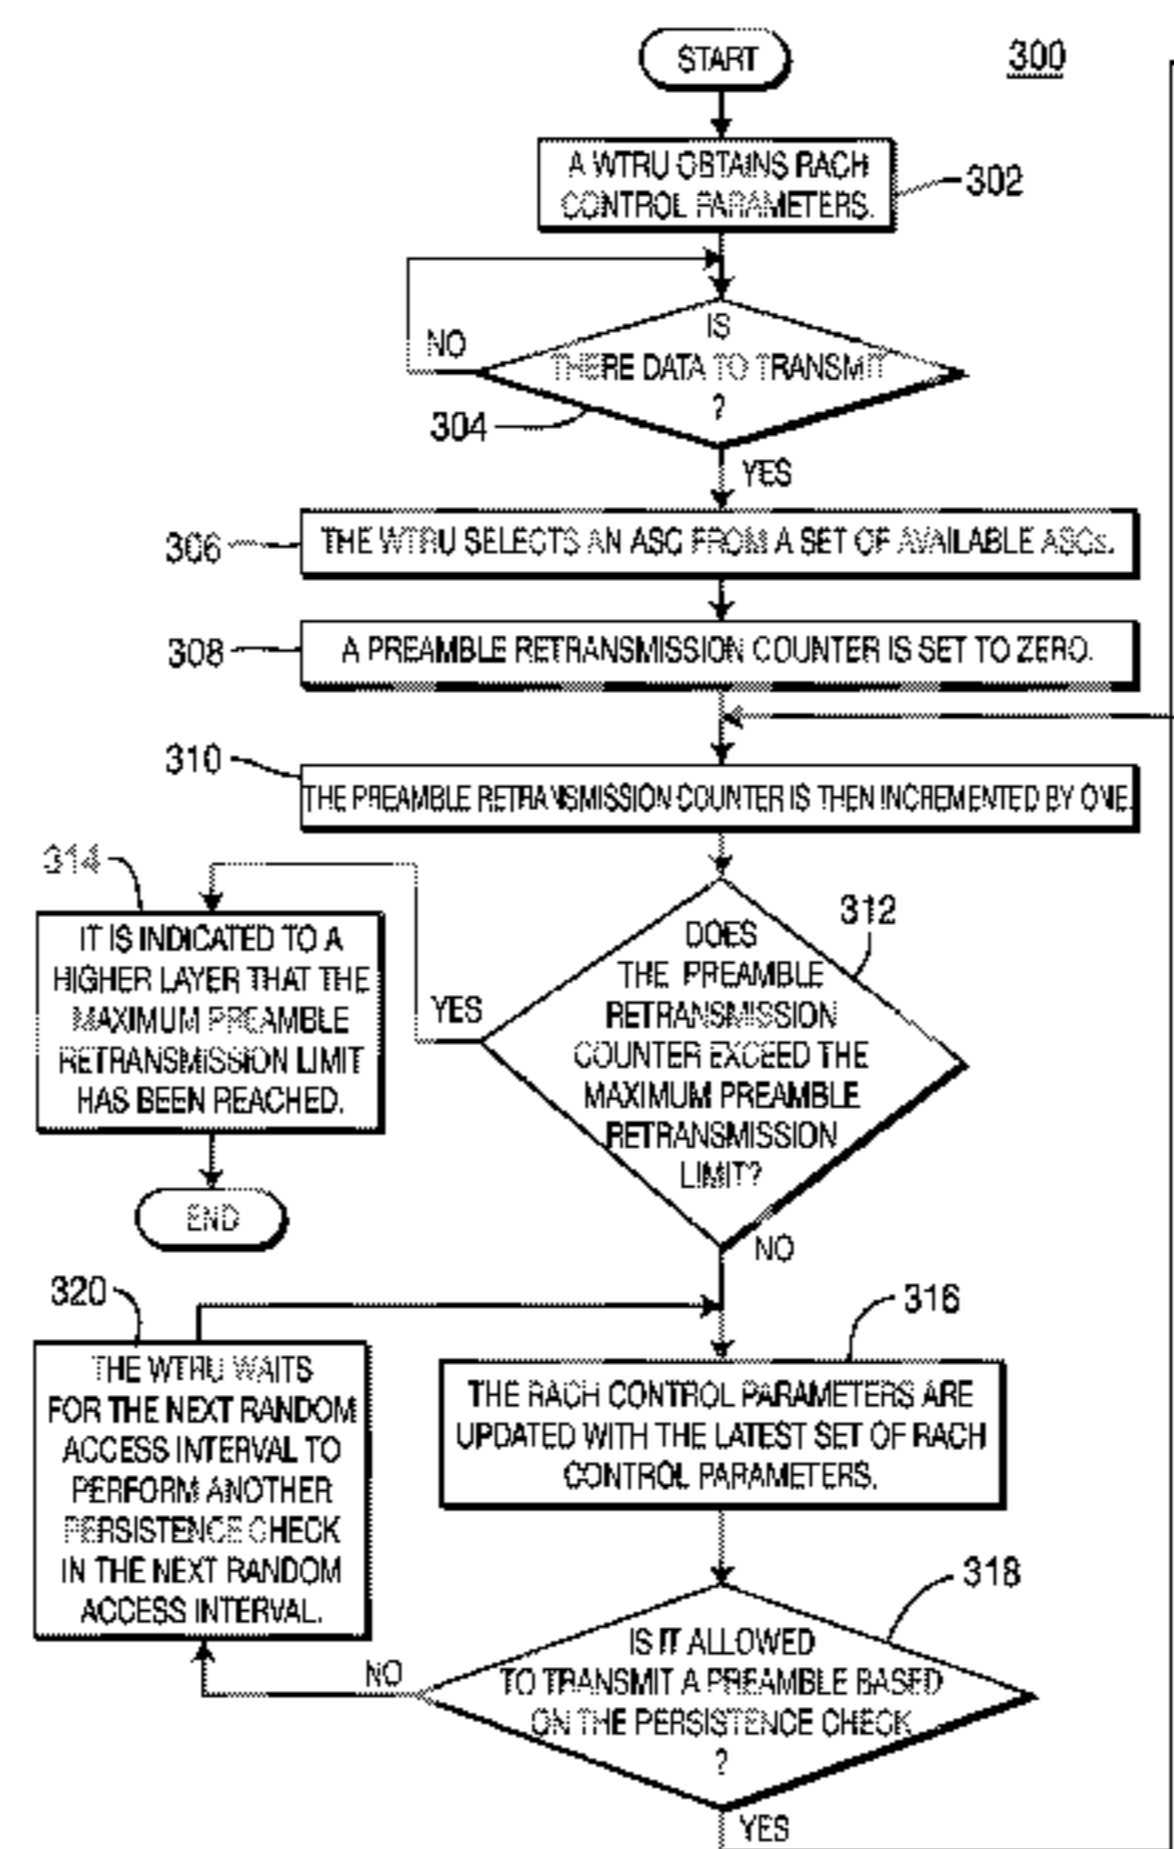 START
300
A WTRU OBTAINS RACH
CONTROL PARAMETERS.
302
IS
THERE DATA TO TRANSMIT
?
NO
304
YES
306
THE WTRU SELECTS AN ASC FROM A SET OF AVAILABLE ASCs.
308
A PREAMBLE RETRANSMISSION COUNTER IS SET TO ZERO.
310
THE PREAMBLE RETRANSMISSION COUNTER IS THEN INCREMENTED BY ONE.
314
IT IS INDICATED TO A
HIGHER LAYER THAT THE
MAXIMUM PREAMBLE
RETRANSMISSION LIMIT
HAS BEEN REACHED.
END
YES
312
DOES
THE PREAMBLE
RETRANSMISSION
COUNTER EXCEED THE
MAXIMUM PREAMBLE
RETRANSMISSION
LIMIT?
NO
320
THE WTRU WAITS
FOR THE NEXT RANDOM
ACCESS INTERVAL TO
PERFORM ANOTHER
PERSISTENCE CHECK
IN THE NEXT RANDOM
ACCESS INTERVAL.
316
THE RACH CONTROL PARAMETERS ARE
UPDATED WITH THE LATEST SET OF RACH
CONTROL PARAMETERS.
318
IS IT ALLOWED
TO TRANSMIT A PREAMBLE BASED
ON THE PERSISTENCE CHECK
?
NO
YES